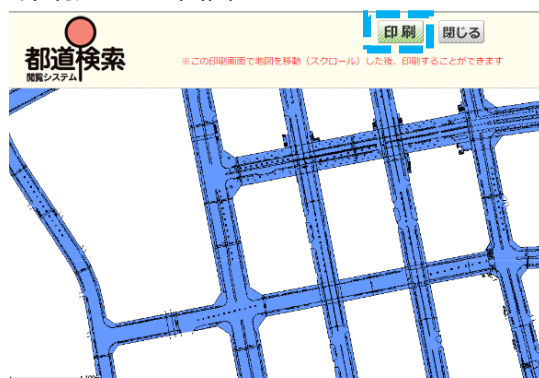 印刷
閉じる
都道検索
閲覧システム
※この印刷画面で地図を移動（スクロール）した後、印刷することができます